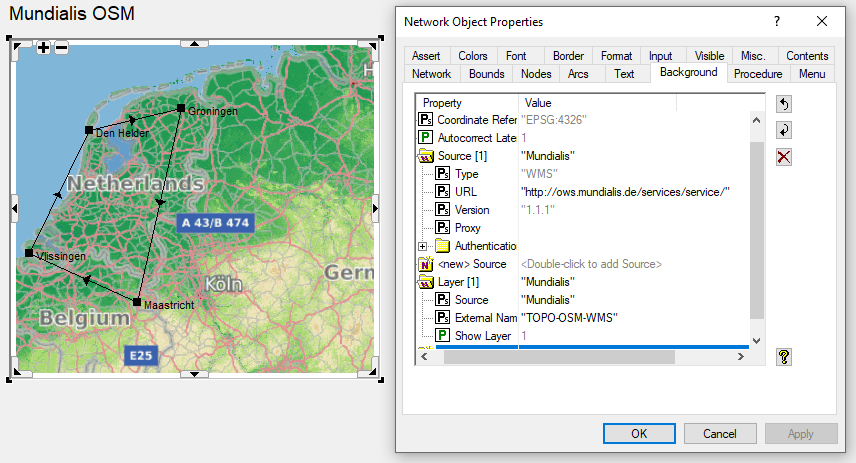 Mundialis OSM
Groningen
Den Helder
Netherlands
A 43/B 474
Vlissingen
Köln
Germ
Maastricht
Belgium
E25
Network Object Properties
Assert Colors Font Border Format Input Visible Misc. Contents
Network Bounds Nodes Arcs Text Background Procedure Menu
Property Value
Coordinate Refer "EPSG:4326"
Autocorrect Late 1
Source [1] "Mundialis"
Type "WMS"
URL "http://ows.mundialis.de/services/service/"
Version "1.1.1"
Proxy
Authenticatio
<new> Source <Double-click to add Source>
Layer [1] "Mundialis"
Source "Mundialis"
External Nam "TOPO-OSM-WMS"
Show Layer 1
OK Cancel Apply